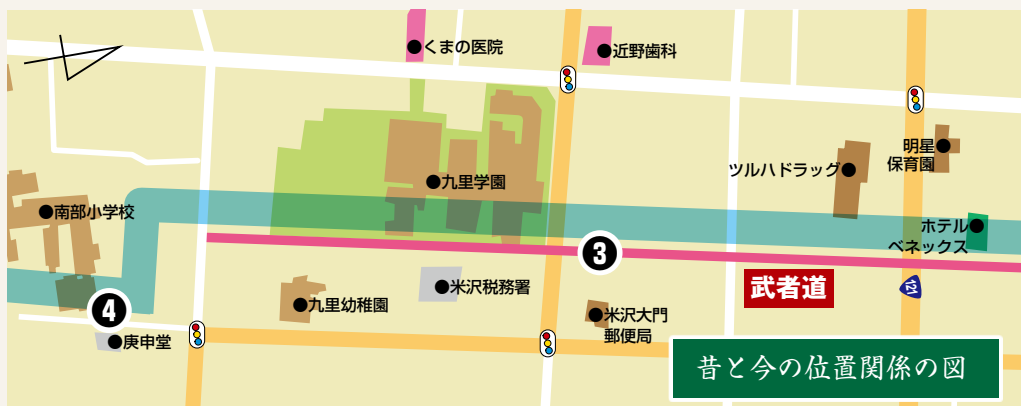 くまの医院
近野歯科
明星
保育園
ツルハドラッグ
九里学園
南部小学校
ホテル
ベネックス
3
武者道
121
米沢税務署
九里幼稚園
4
米沢大門
郵便局
庚申堂
昔と今の位置関係の図